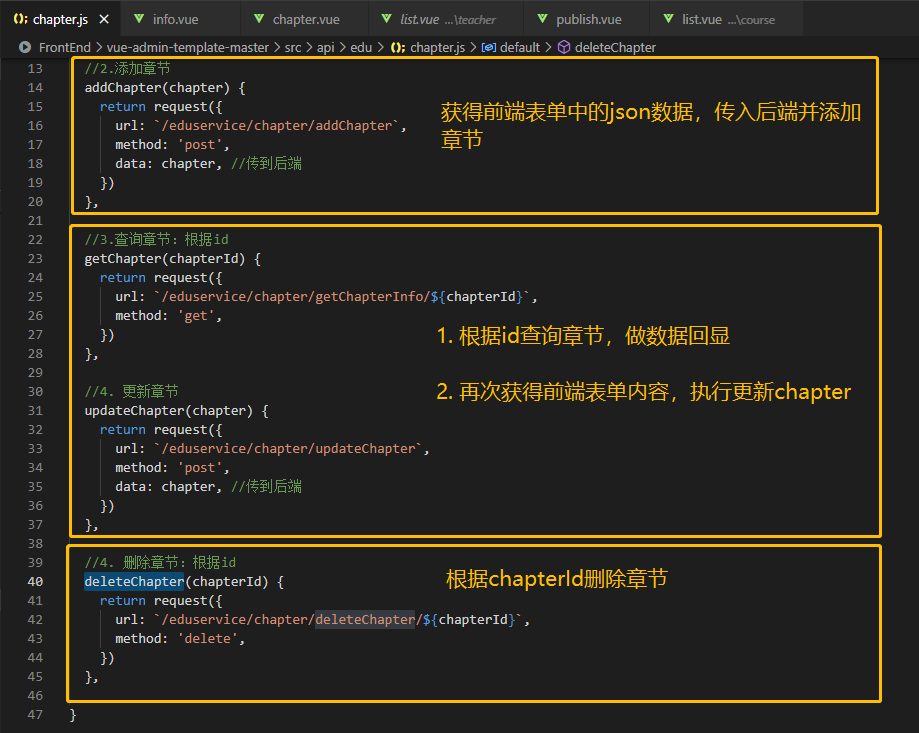 chapter.js
info.vue
chapter.vue
list.vue ...\teacher
publish.vue
list.vue ...\course
FrontEnd > vue-admin-template-master > src > api > edu > chapter.js > default > deleteChapter
13 //2.添加章节
14 addChapter(chapter) {
15 return request({
16 url: `/eduservice/chapter/addChapter`,
17 method: 'post',
18 data: chapter, //传到后端
19 })
20 },
获得前端表单中的json数据，传入后端并添加
章节
21
22 //3.查询章节：根据id
23 getChapter(chapterId) {
24 return request({
25 url: `/eduservice/chapter/getChapterInfo/${chapterId}`,
26 method: 'get',
27 })
28 },
29
30 //4. 更新章节
31 updateChapter(chapter) {
32 return request({
33 url: `/eduservice/chapter/updateChapter`,
34 method: 'post',
35 data: chapter, //传到后端
36 })
37 },
1. 根据id查询章节，做数据回显
2. 再次获得前端表单内容，执行更新chapter
38
39 //4. 删除章节：根据id
40 deleteChapter(chapterId) {
41 return request({
42 url: `/eduservice/chapter/deleteChapter/${chapterId}`,
43 method: 'delete',
44 })
45 },
根据chapterId删除章节
46
47 }